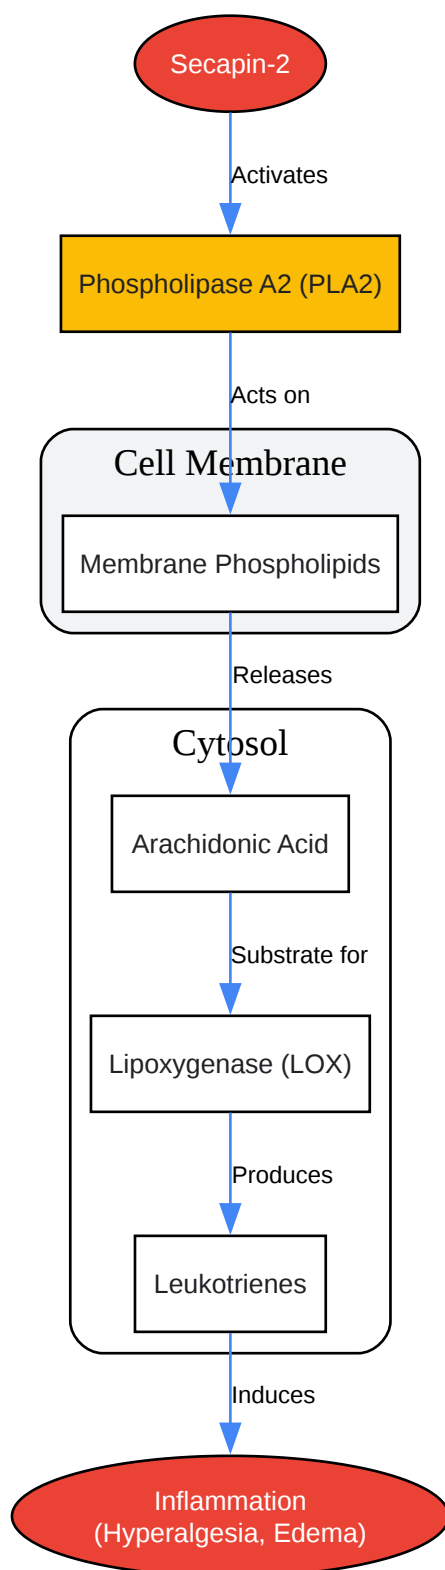 Secapin-2
Activates
Phospholipase A2 (PLA2)
Acts on
Cell Membrane
Membrane Phospholipids
Releases
Cytosol
Arachidonic Acid
Substrate for
Lipoxygenase (LOX)
Produces
Leukotrienes
Induces
Inflammation
(Hyperalgesia, Edema)